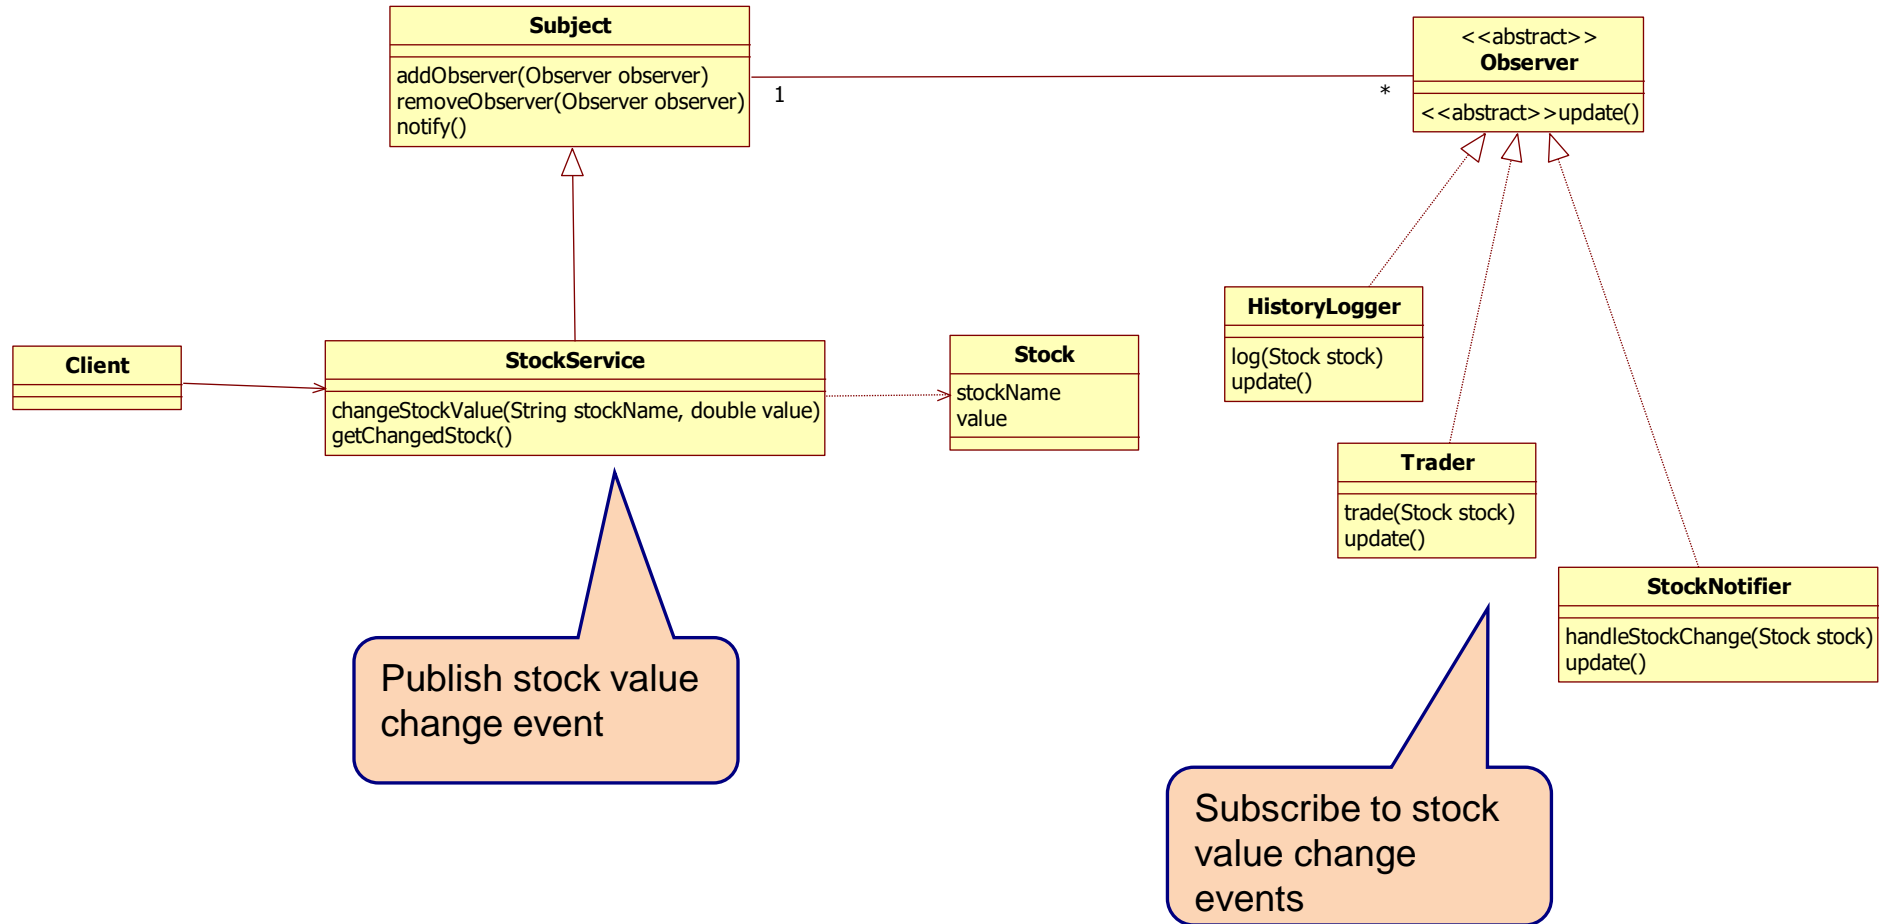 Subject
addObserver(Observer observer)
removeObserver(Observer observer)
notify()
1
*
<<abstract>>
Observer
<<abstract>>update()
HistoryLogger
log(Stock stock)
update()
Client
StockService
changeStockValue(String stockName, double value)
getChangedStock()
Stock
stockName
value
Trader
trade(Stock stock)
update()
StockNotifier
handleStockChange(Stock stock)
update()
Publish stock value
change event
Subscribe to stock
value change
events